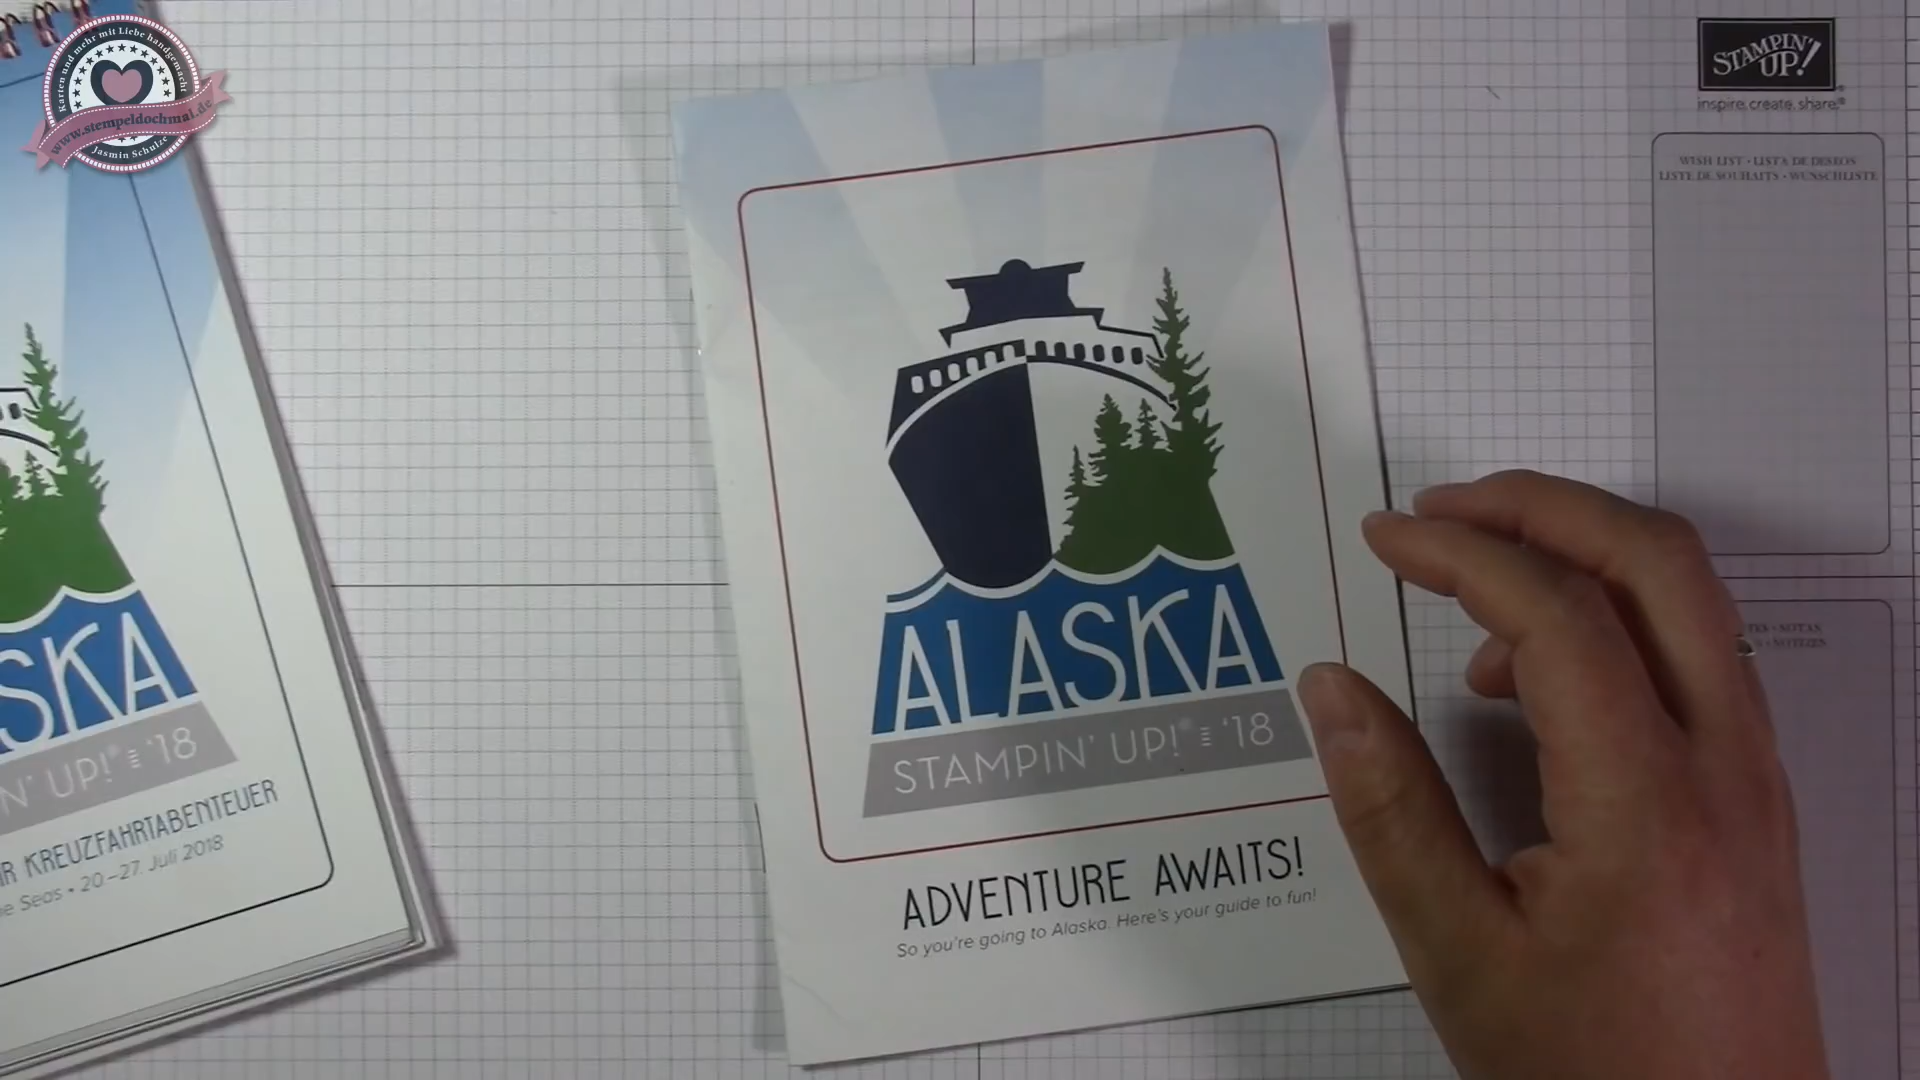 Karten und mehr mit Liebe handgemacht
www.stempeldochmal.de
Jasmin Schulze
SKA
N' UP!® '18
R KREUZFAHRTABENTEUER
e Seas • 20.–27. Juli 2018
ALASKA
STAMPIN' UP!® '18
ADVENTURE AWAITS!
So you're going to Alaska. Here's your guide to fun!
STAMPIN' UP!®
inspire. create. share.®
WISH LIST • LISTA DE DESEOS
LISTE DE SOUHAITS • WUNSCHLISTE
• NOTAS
• NOTIZEN